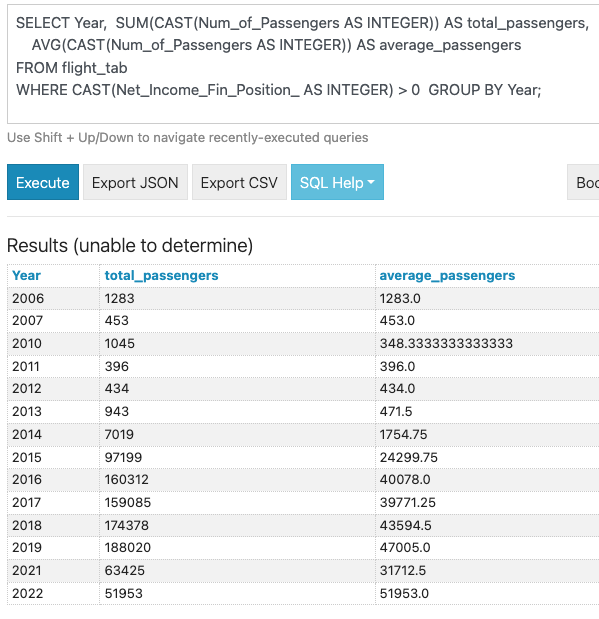 SELECT Year,  SUM(CAST(Num_of_Passengers AS INTEGER)) AS total_passengers,
AVG(CAST(Num_of_Passengers AS INTEGER)) AS average_passengers
FROM flight_tab
WHERE CAST(Net_Income_Fin_Position_ AS INTEGER) > 0  GROUP BY Year;
Use Shift + Up/Down to navigate recently-executed queries
Execute Export JSON Export CSV SQL Help Boo
Results (unable to determine)
Year total_passengers average_passengers
2006 1283 1283.0
2007 453 453.0
2010 1045 348.3333333333333
2011 396 396.0
2012 434 434.0
2013 943 471.5
2014 7019 1754.75
2015 97199 24299.75
2016 160312 40078.0
2017 159085 39771.25
2018 174378 43594.5
2019 188020 47005.0
2021 63425 31712.5
2022 51953 51953.0